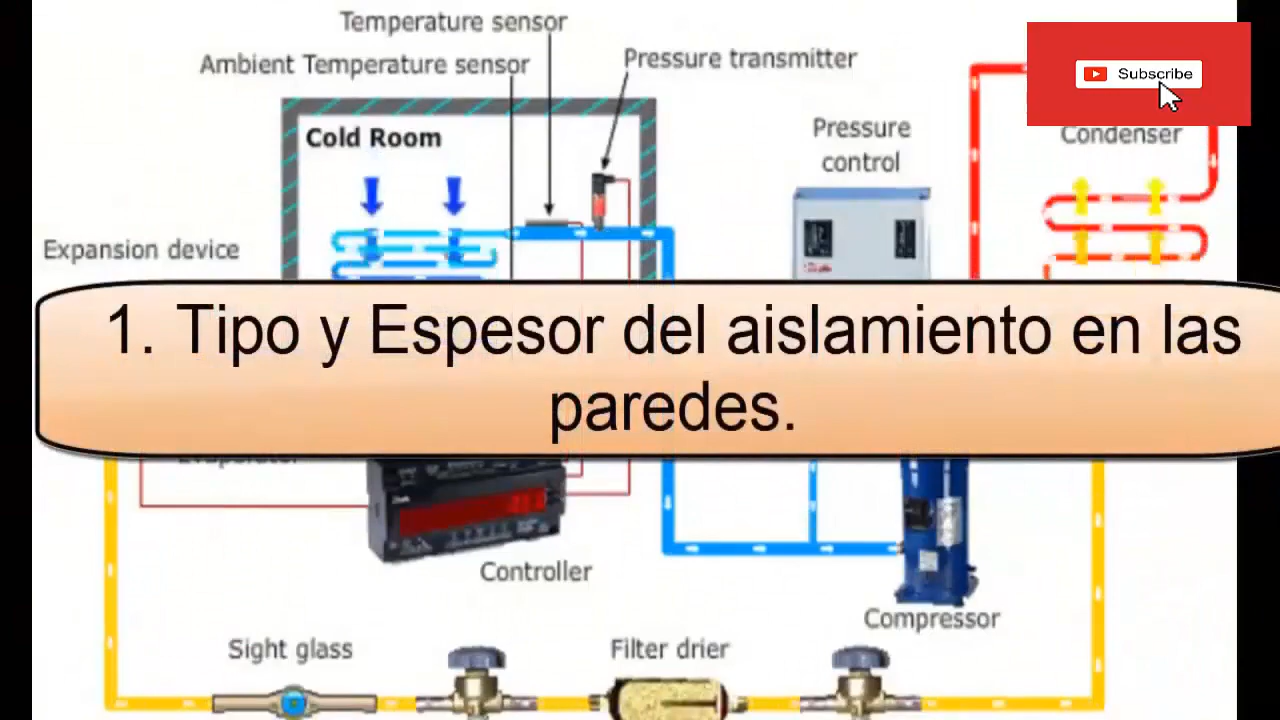 Temperature sensor
Ambient Temperature sensor
Pressure transmitter
Subscribe
Cold Room
Pressure
control
Condenser
Expansion device
1. Tipo y Espesor del aislamiento en las
paredes.
Evaporator
Controller
Compressor
Sight glass
Filter drier